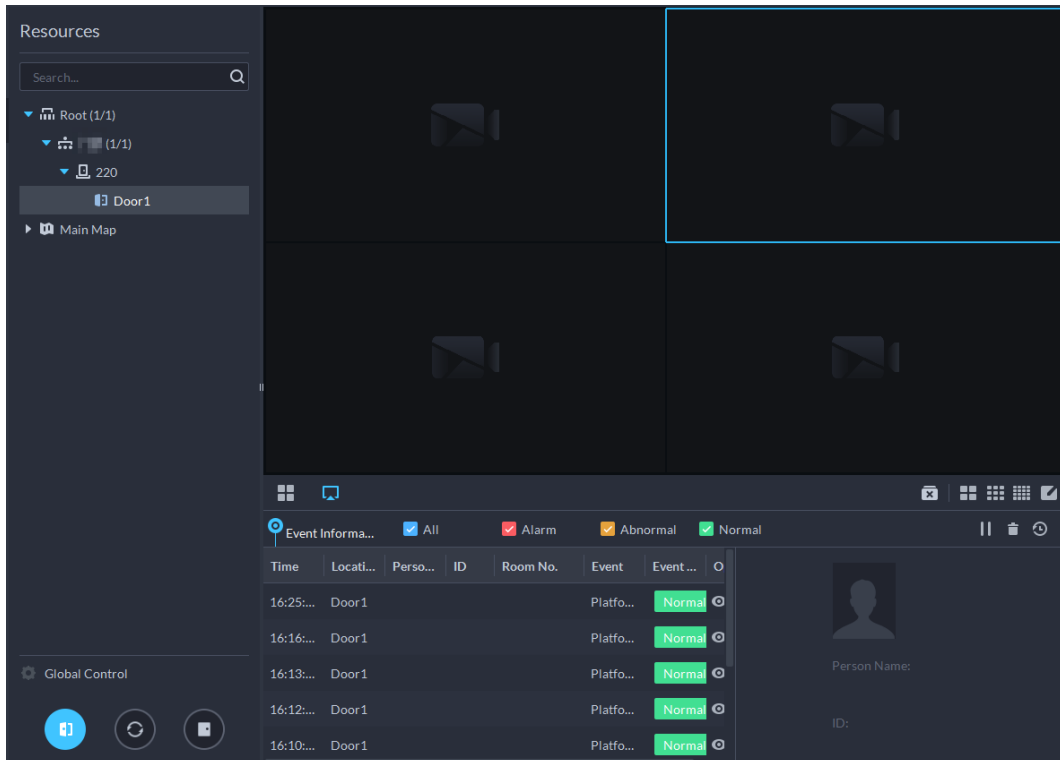 Resources
Search...
Root (1/1)
(1/1)
220
Door1
Main Map
Global Control
Event Informa... All Alarm Abnormal Normal
Time Locati... Perso... ID Room No. Event Event ... O
16:25:... Door1 Platfo... Normal
16:16:... Door1 Platfo... Normal
16:13:... Door1 Platfo... Normal
16:12:... Door1 Platfo... Normal
16:10:... Door1 Platfo... Normal
Person Name:
ID: